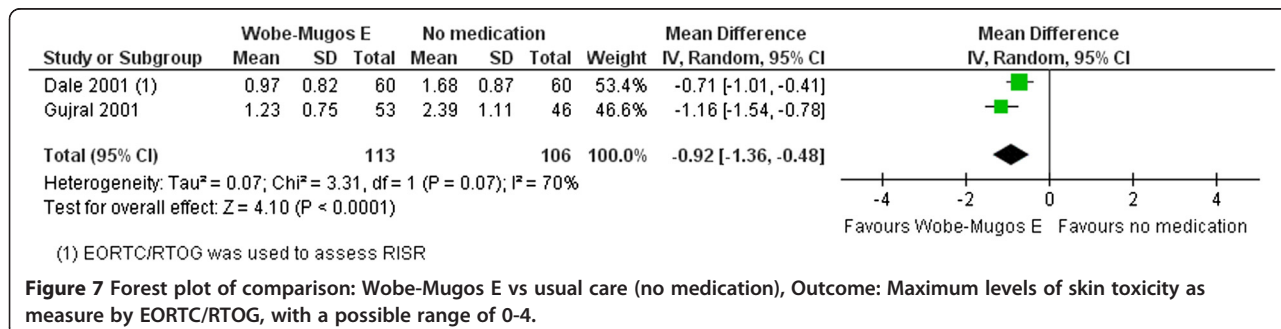 Wobe-Mugos E No medication Mean Difference Mean Difference
Study or Subgroup Mean SD Total Mean SD Total Weight IV, Random, 95% CI IV, Random, 95% CI
Dale 2001 (1) 0.97 0.82 60 1.68 0.87 60 53.4% -0.71 [-1.01, -0.41]
Gujral 2001 1.23 0.75 53 2.39 1.11 46 46.6% -1.16 [-1.54, -0.78]
Total (95% CI) 113 106 100.0% -0.92 [-1.36, -0.48]
Heterogeneity: Tau² = 0.07; Chi² = 3.31, df = 1 (P = 0.07); I² = 70%
Test for overall effect: Z = 4.10 (P < 0.0001)
-4 -2 0 2 4
Favours Wobe-Mugos E Favours no medication
(1) EORTC/RTOG was used to assess RISR
Figure 7 Forest plot of comparison: Wobe-Mugos E vs usual care (no medication), Outcome: Maximum levels of skin toxicity as
measure by EORTC/RTOG, with a possible range of 0-4.